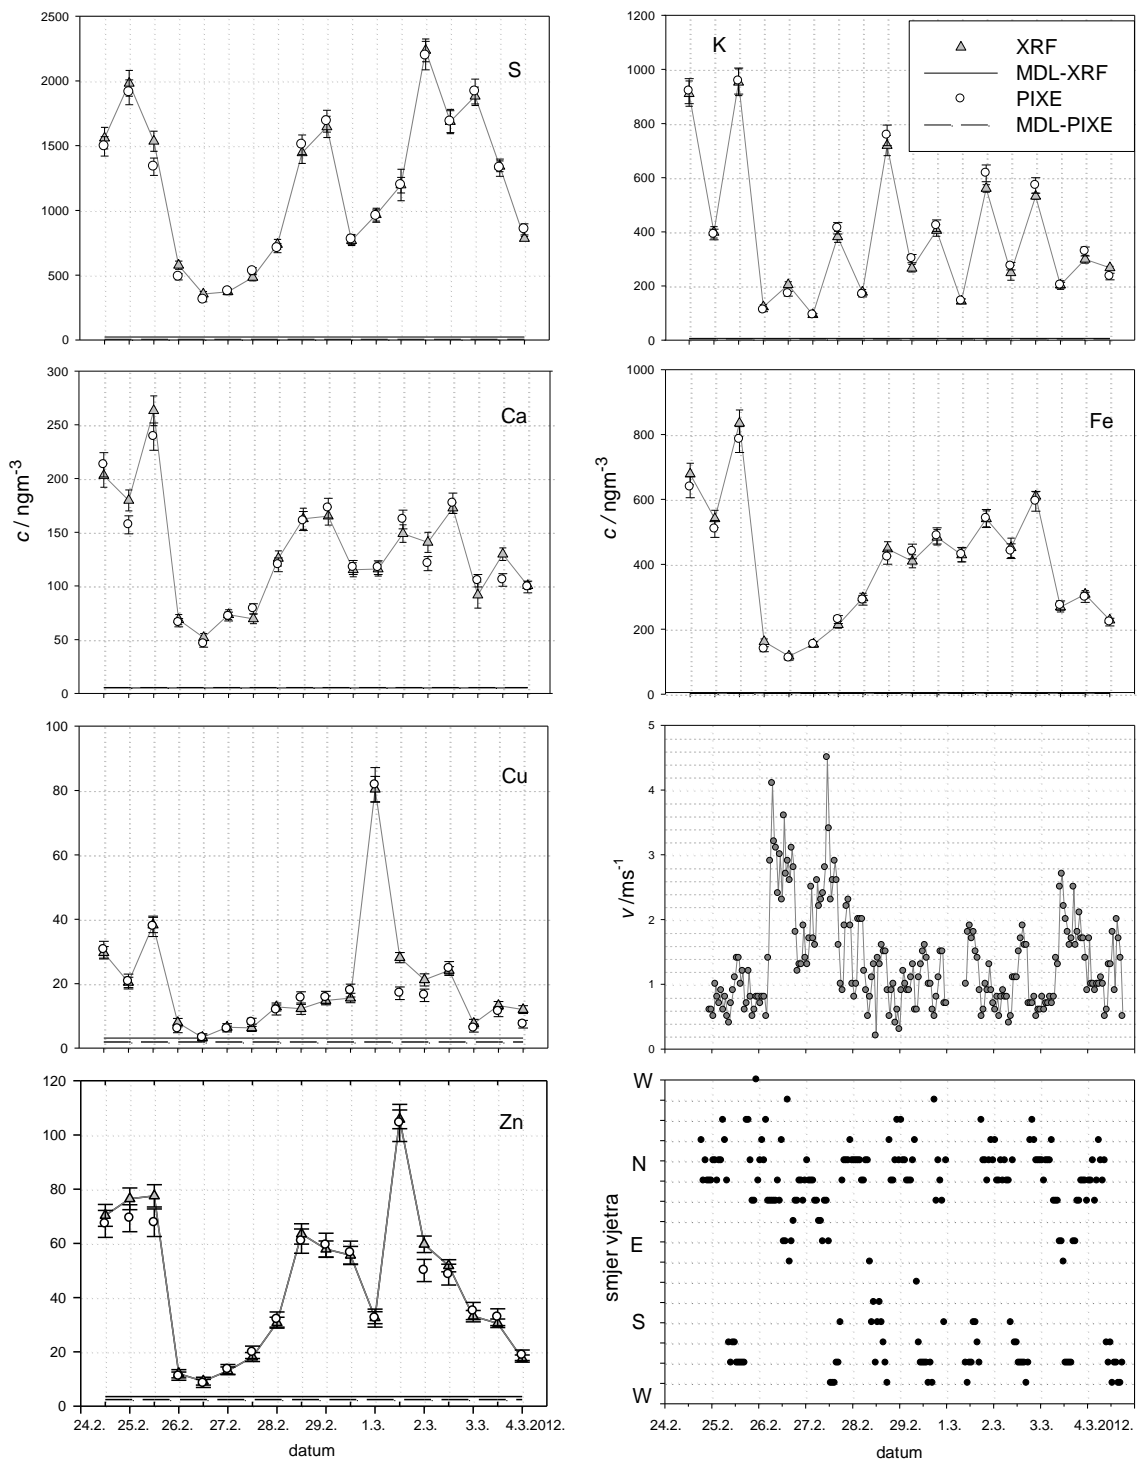 2500
2000
1500
1000
500
0
S
1200
1000
800
600
400
200
0
K
XRF
MDL-XRF
PIXE
MDL-PIXE
300
250
200
150
100
50
0
Ca
c / ngm-3
1000
800
600
400
200
0
Fe
c / ngm-3
100
80
60
40
20
0
Cu
5
4
3
2
1
0
v /ms-1
120
100
80
60
40
20
0
Zn
24.2. 25.2. 26.2. 27.2. 28.2. 29.2. 1.3. 2.3. 4.3.2012.
datum
W
N
E
S
W
smjer vjetra
24.2. 25.2. 26.2. 27.2. 28.2. 29.2. 1.3. 2.3. 3.3. 4.3.2012.
datum